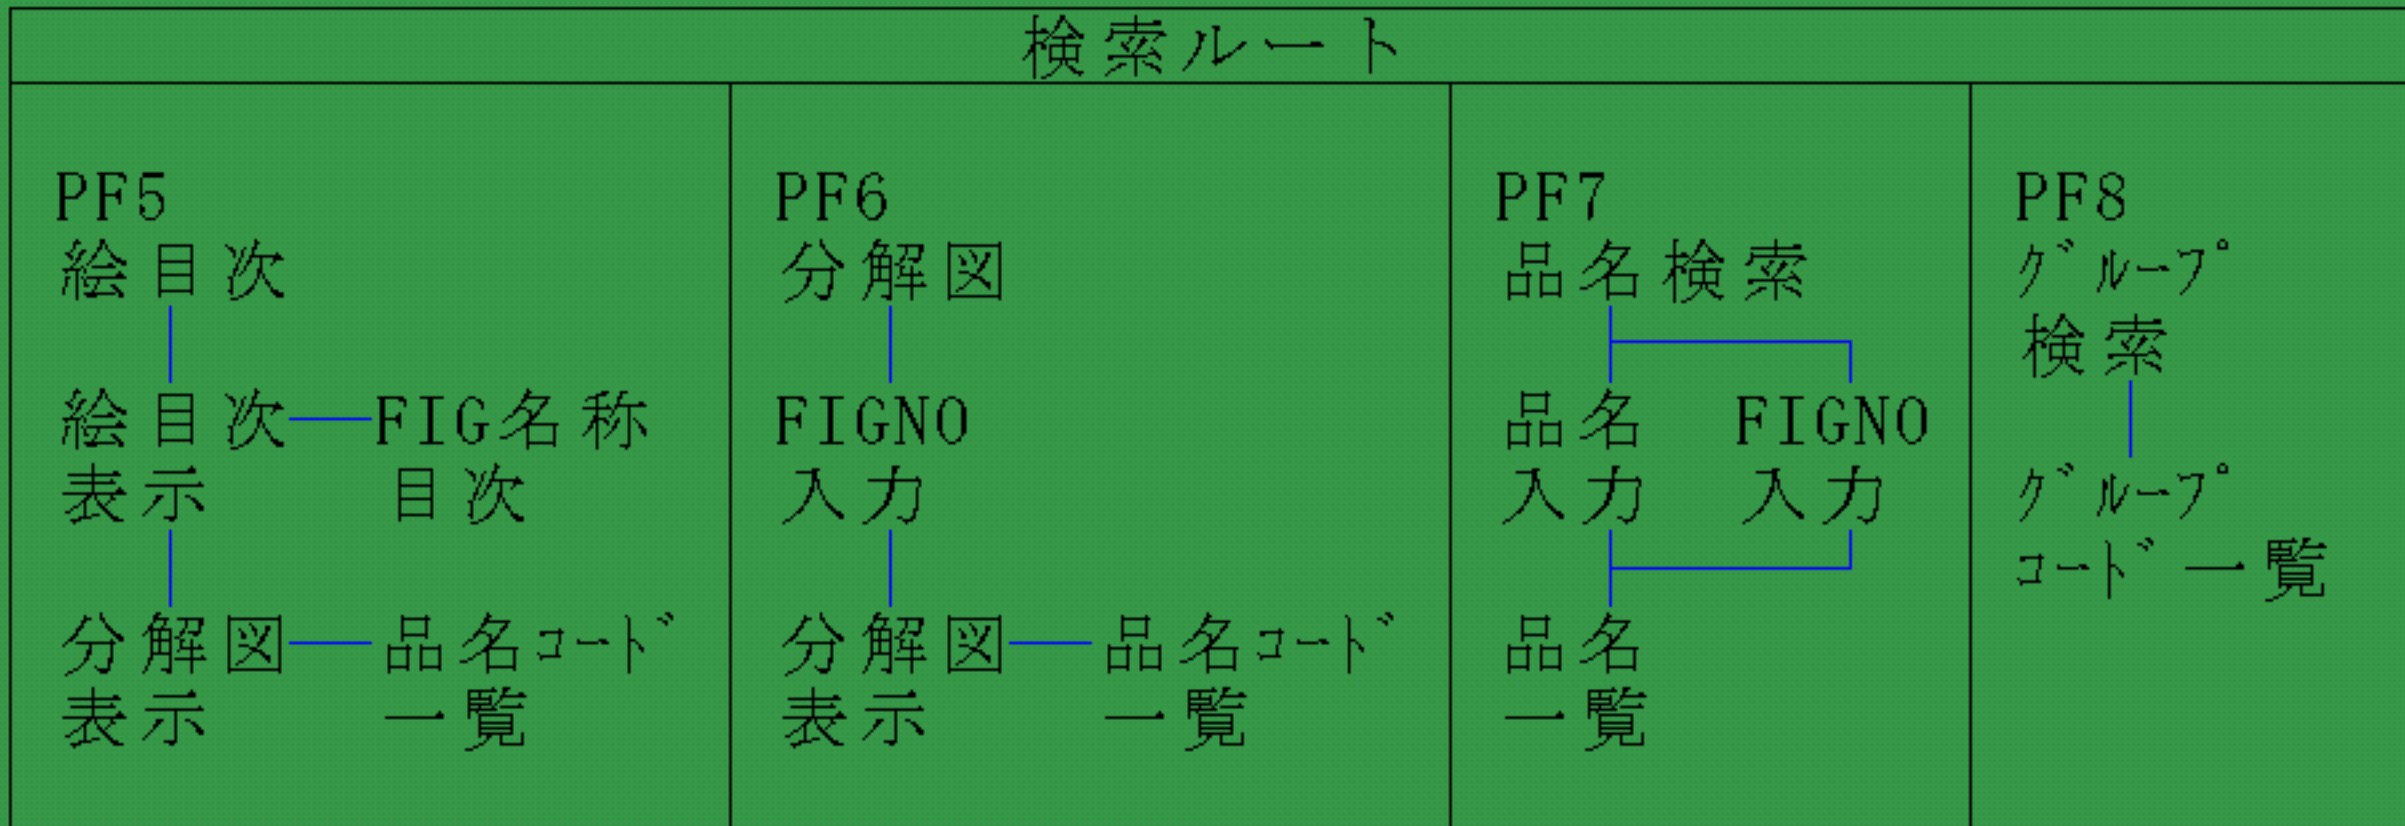 検索ルート
PF5
絵目次
絵目次 FIG名称
表示 目次
分解図 品名ｺｰﾄﾞ
表示 一覧
PF6
分解図
FIGNO
入力
分解図 品名ｺｰﾄﾞ
表示 一覧
PF7
品名検索
品名 FIGNO
入力 入力
品名
一覧
PF8
ｸﾞﾙｰﾌﾟ
検索
ｸﾞﾙｰﾌﾟ
ｺｰﾄﾞ一覧